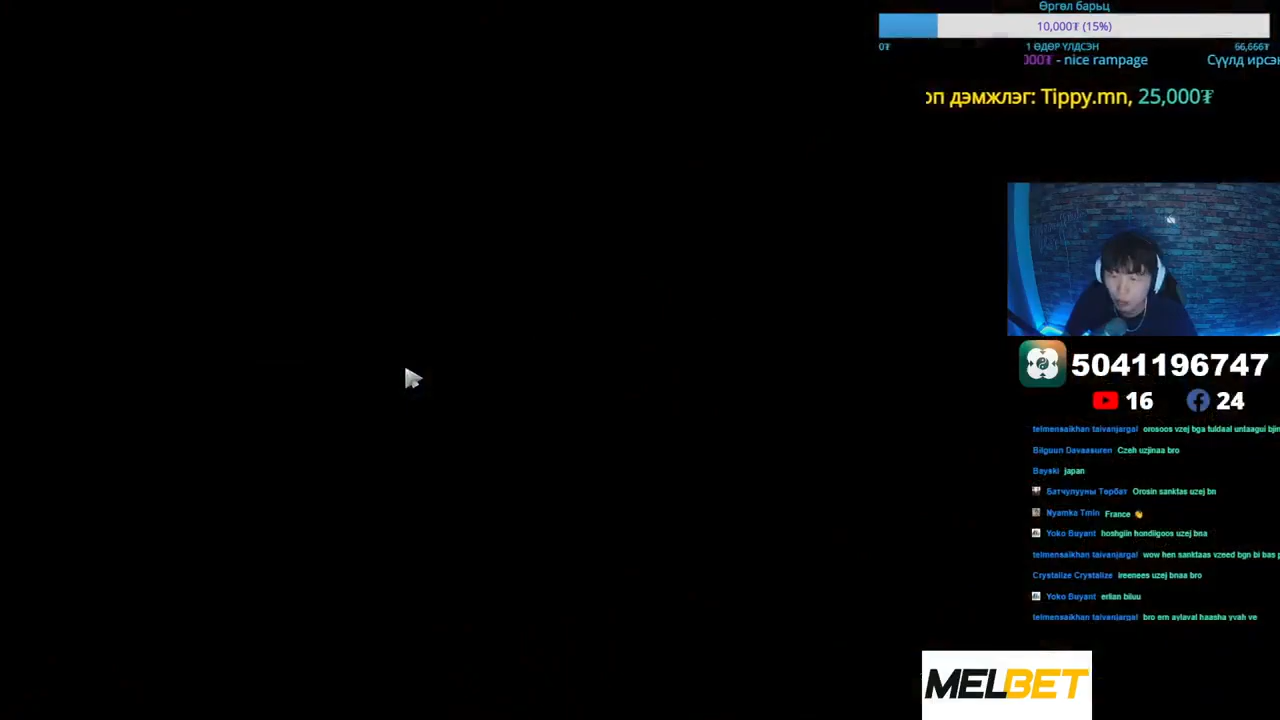 Өргөл барьц
10,000₮ (15%)
0₮
1 ӨДӨР ҮЛДСЭН
66,666₮
000₮ - nice rampage
Сүүлд ирсэн
оп дэмжлэг: Tippy.mn, 25,000₮
5041196747
16
24
telmensaikhan taivanjargal orosoos vzej bga tuldaal untaagui bjin
Bilguun Davaasuren Czeh uzjinaa bro
Bayski japan
Батчулууны Төрбат Orosin sanktas uzej bn
Nyamka Tmin France 👏
Yoko Buyant hoshgiin hondiigoos uzej bna
telmensaikhan taivanjargal wow hen sanktaas vzeed bgn bi bas p
Crystalize Crystalize ireenees uzej bnaa bro
Yoko Buyant erlian biluu
telmensaikhan taivanjargal bro ern aylaval haasha yvah ve
MELBET